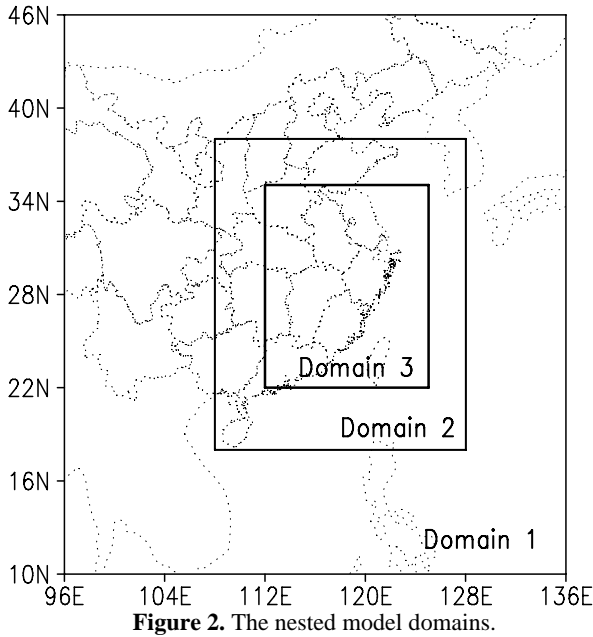 46N
40N
34N
28N
22N
16N
10N
Domain 3
Domain 2
Domain 1
96E 104E 112E 120E 128E 136E
Figure 2. The nested model domains.